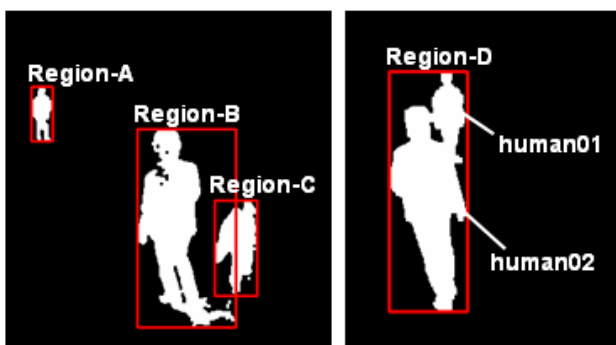 Region-A
Region-B
Region-C
Region-D
human01
human02